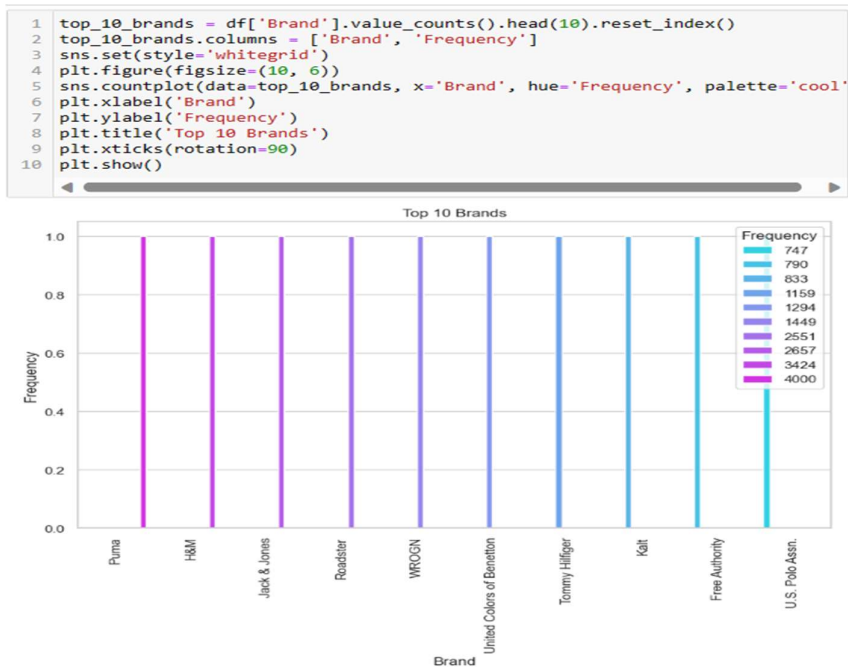 1 top_10_brands = df['Brand'].value_counts().head(10).reset_index()
2 top_10_brands.columns = ['Brand', 'Frequency']
3 sns.set(style='whitegrid')
4 plt.figure(figsize=(10, 6))
5 sns.countplot(data=top_10_brands, x='Brand', hue='Frequency', palette='cool'
6 plt.xlabel('Brand')
7 plt.ylabel('Frequency')
8 plt.title('Top 10 Brands')
9 plt.xticks(rotation=90)
10 plt.show()
Top 10 Brands
Frequency
747
790
833
1159
1294
1449
2551
2657
3424
4000
1.0
0.8
0.6
0.4
0.2
0.0
Frequency
Puma
H&M
Jack & Jones
Roadster
WROGN
United Colors of Benetton
Tommy Hilfiger
Kalt
Free Authority
U.S. Polo Assn.
Brand